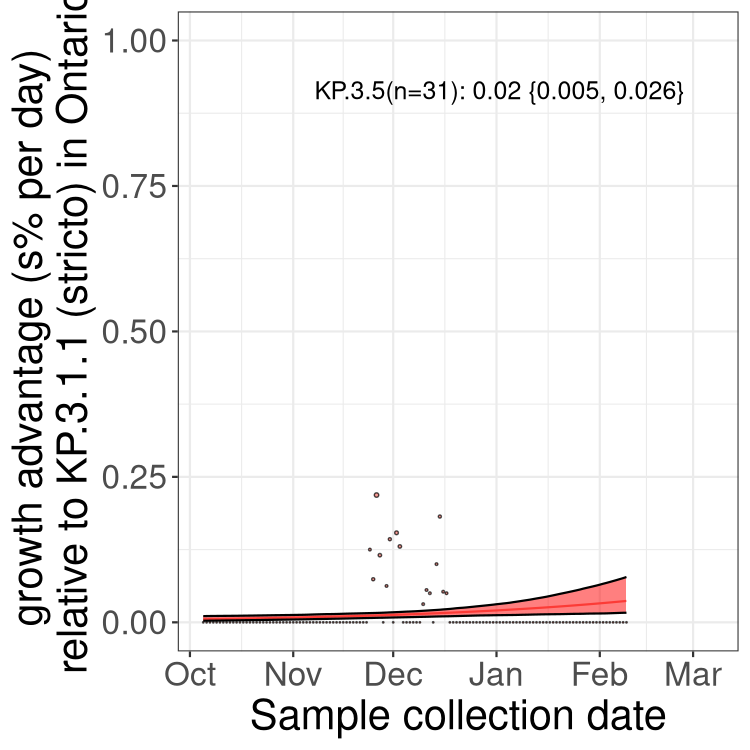 growth advantage (s% per day)
relative to KP.3.1.1 (stricto) in Ontario
1.00
0.75
0.50
0.25
0.00
KP.3.5(n=31): 0.02 {0.005, 0.026}
Oct Nov Dec Jan Feb Mar
Sample collection date